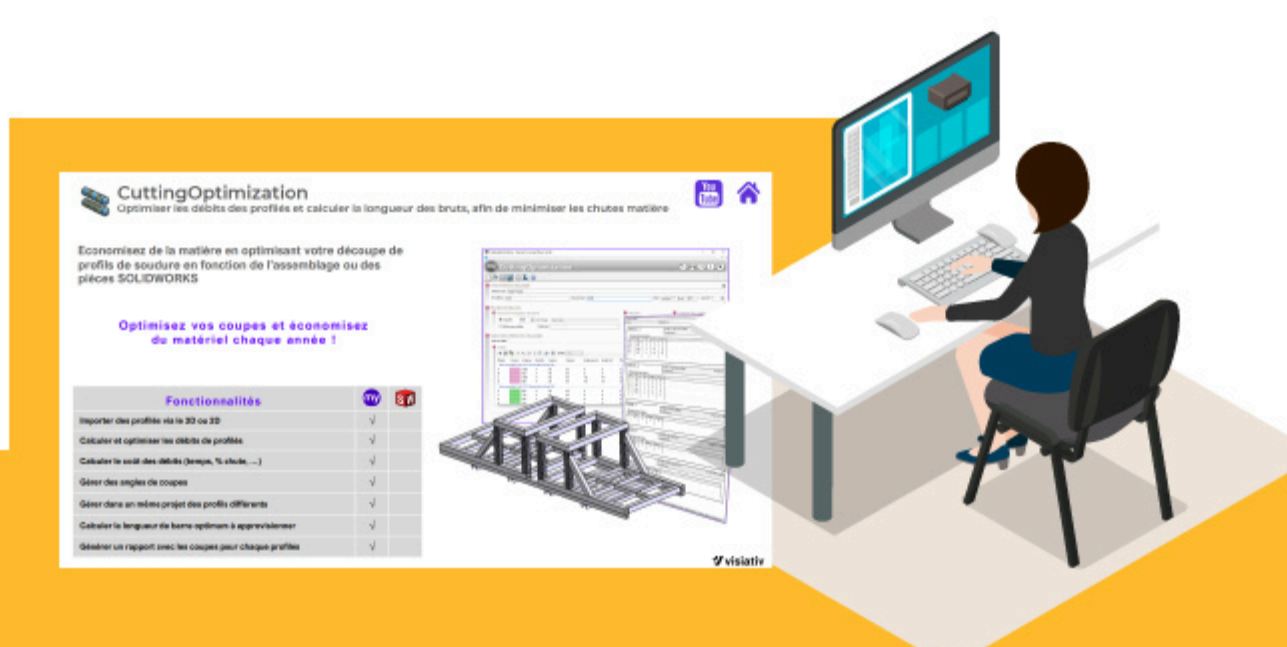 CuttingOptimization
Optimiser les débits des profilés et calculer la longueur des bruts, afin de minimiser les chutes matière
You
Tube
Economisez de la matière en optimisant votre découpe de
profils de soudure en fonction de l'assemblage ou des
pièces SOLIDWORKS
Optimisez vos coupes et économisez
du matériel chaque année !
Fonctionnalités
my
SW
Importer des profilés via le 3D ou 2D
√
Calculer et optimiser les débits de profilés
√
Calculer le coût des débits (temps, % chute, ...)
√
Gérer des angles de coupes
√
Gérer dans un même projet des profils différents
√
Calculer la longueur de barre optimum à approvisionner
√
Générer un rapport avec les coupes pour chaque profilés
√
visiativ